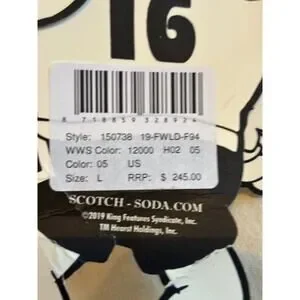 16
8 718859 328924
Style: 150738 19-FWLD-F94
WWS Color: 12000 H02 05
Color: 05 US
Size: L RRP: $ 245.00
SCOTCH - SODA.COM
©2019 King Features Syndicate, Inc.
TM Hearst Holdings, Inc.